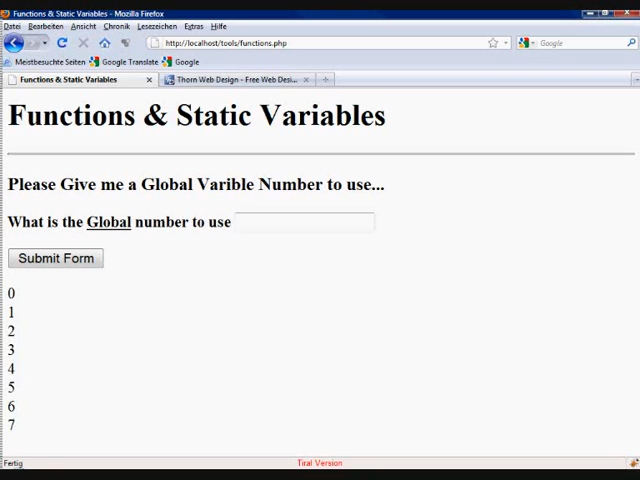 Functions & Static Variables - Mozilla Firefox
Datei Bearbeiten Ansicht Chronik Lesezeichen Extras Hilfe
http://localhost/tools/functions.php Google
Meistbesuchte Seiten Google Translate Google
Functions & Static Variables Thorn Web Design - Free Web Desi...
Functions & Static Variables
Please Give me a Global Varible Number to use...
What is the Global number to use
Submit Form
0
1
2
3
4
5
6
7
Fertig Tiral Version